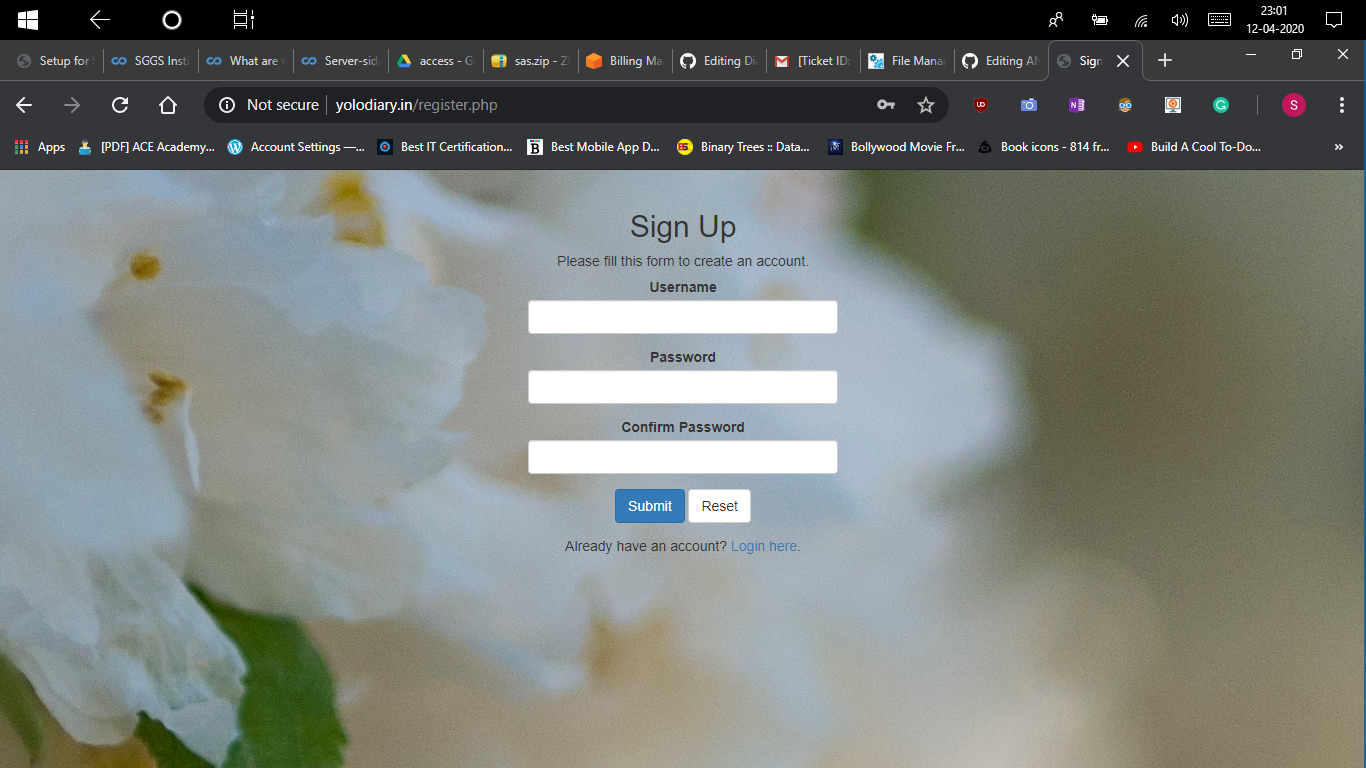 23:01
12-04-2020
Setup for
SGGS Insti
What are
Server-sid
access - G
sas.zip - Z
Billing Ma
Editing Di
[Ticket ID:
File Manag
Editing AN
Sign
Not secure yolodiary.in/register.php
S
Apps
[PDF] ACE Academy...
Account Settings —...
Best IT Certification...
Best Mobile App D...
Binary Trees :: Data...
Bollywood Movie Fr...
Book icons - 814 fr...
Build A Cool To-Do...
»
Sign Up
Please fill this form to create an account.
Username
Password
Confirm Password
Submit Reset
Already have an account? Login here.